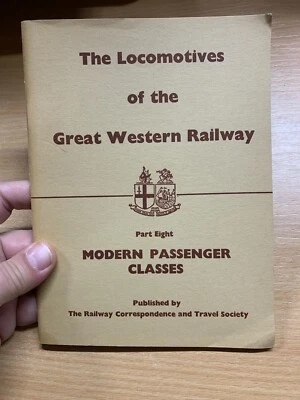 The Locomotives
of the
Great Western Railway
Part Eight
MODERN PASSENGER
CLASSES
Published by
The Railway Correspondence and Travel Society